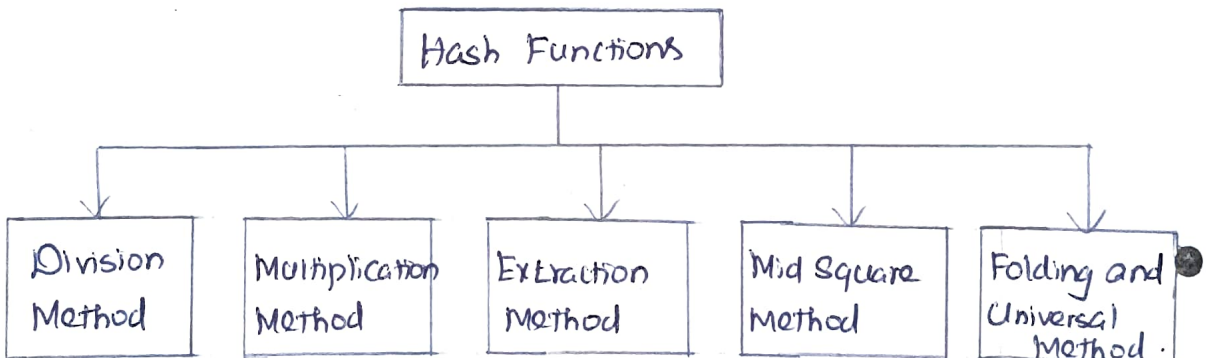 Hash Functions
Division
Method
Multiplication
Method
Extraction
Method
Mid Square
Method
Folding and
Universal
Method.